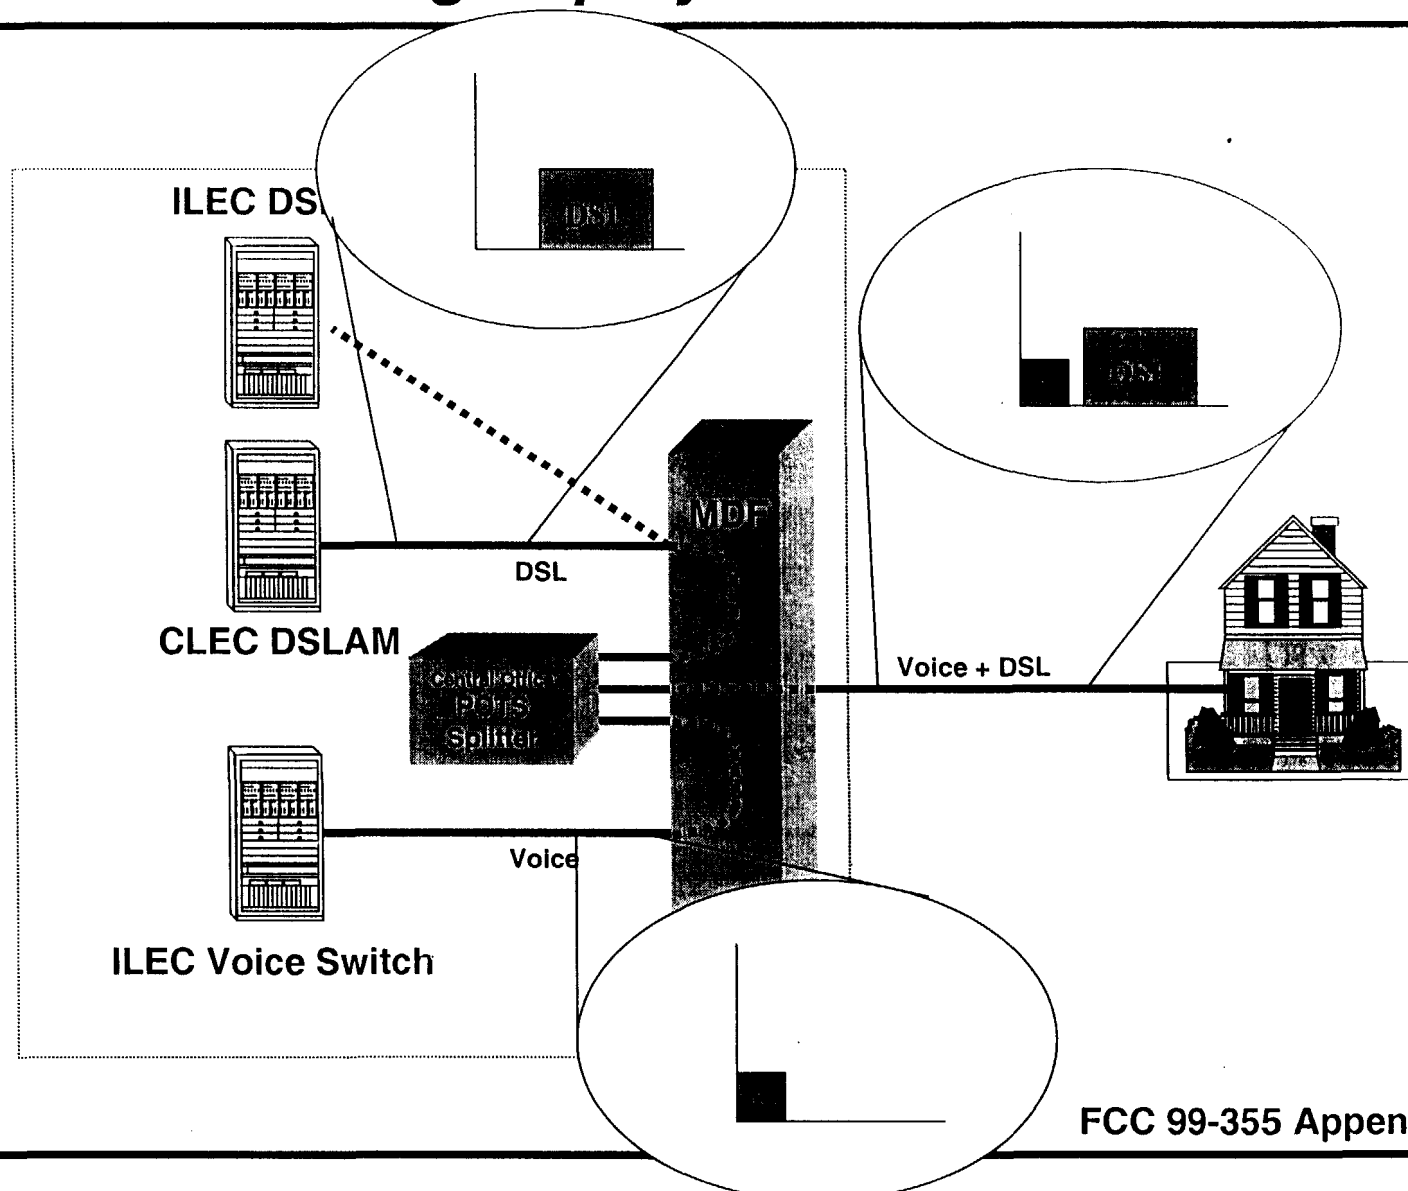 ILEC DS
DSL
DSL
MDF
DSL
CLEC DSLAM
Central Offic
POTS
Splitter
Voice + DSL
Voice
ILEC Voice Switch
FCC 99-355 Appen